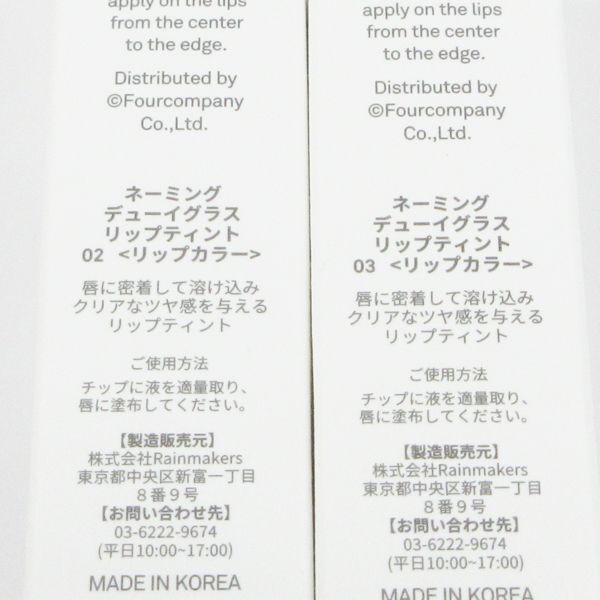 apply on the lips
from the center
to the edge.
Distributed by
©Fourcompany
Co.,Ltd.
ネーミング
デューイグラス
リップティント
02 <リップカラー>
唇に密着して溶け込み
クリアなツヤ感を与える
リップティント
ご使用方法
チップに液を適量取り、
唇に塗布してください。
【製造販売元】
株式会社Rainmakers
東京都中央区新富一丁目
８番９号
【お問い合わせ先】
03-6222-9674
(平日10:00~17:00)
MADE IN KOREA
apply on the lips
from the center
to the edge.
Distributed by
©Fourcompany
Co.,Ltd.
ネーミング
デューイグラス
リップティント
03 <リップカラー>
唇に密着して溶け込み
クリアなツヤ感を与える
リップティント
ご使用方法
チップに液を適量取り、
唇に塗布してください。
【製造販売元】
株式会社Rainmakers
東京都中央区新富一丁目
８番９号
【お問い合わせ先】
03-6222-9674
(平日10:00~17:00)
MADE IN KOREA